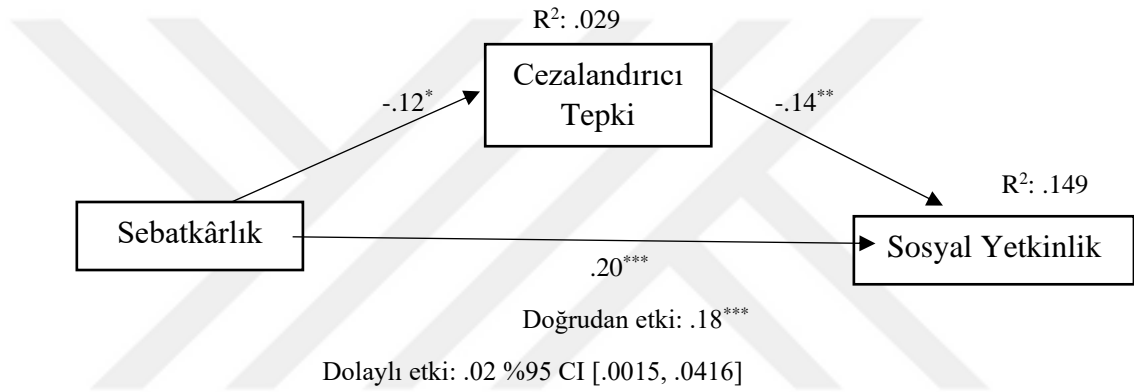 R²: .029
Cezalandırıcı
Tepki
-.12*
-.14**
R²: .149
Sebatkârlık
Sosyal Yetkinlik
.20***
Doğrudan etki: .18***
Dolaylı etki: .02 %95 CI [.0015, .0416]